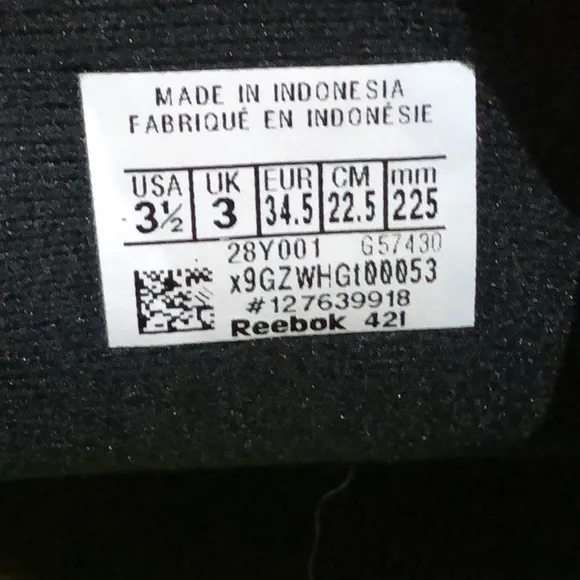 MADE IN INDONESIA
FABRIQUÉ EN INDONÉSIE
USA UK EUR CM mm
3½ 3 34.5 22.5 225
28Y001 G57430
x9GZWHGt00053
#127639918
Reebok 42I